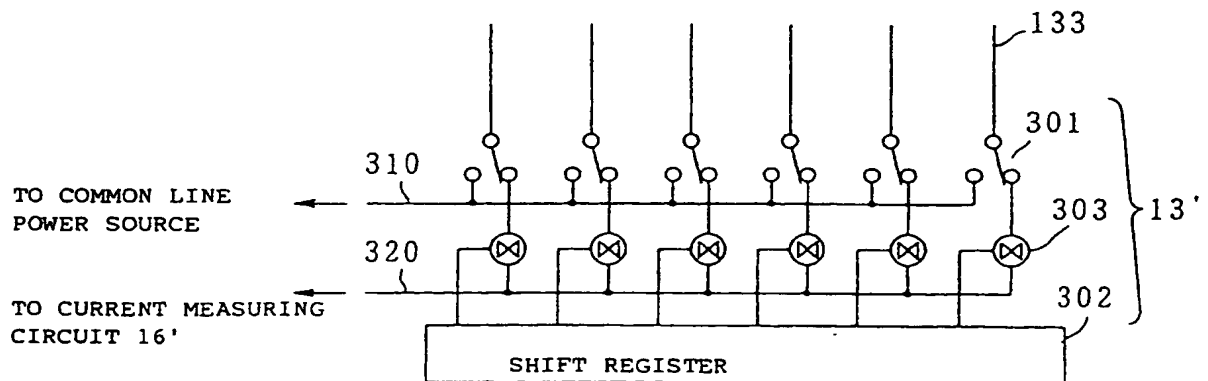 133
301
310
TO COMMON LINE
POWER SOURCE
13'
303
320
TO CURRENT MEASURING
CIRCUIT 16'
302
SHIFT REGISTER